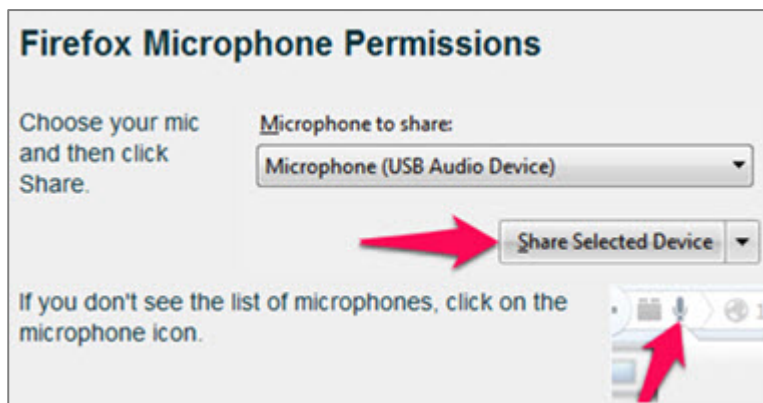 Firefox Microphone Permissions
Choose your mic
and then click
Share.
Microphone to share:
Microphone (USB Audio Device)
Share Selected Device
If you don't see the list of microphones, click on the
microphone icon.
1